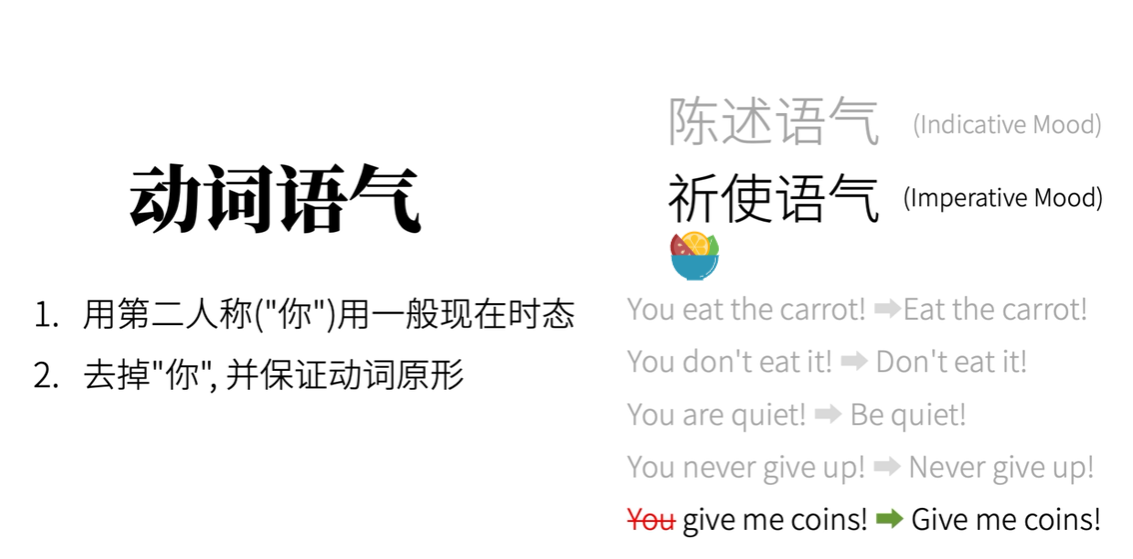 动词语气
1. 用第二人称("你")用一般现在时态
2. 去掉"你", 并保证动词原形
陈述语气 (Indicative Mood)
祈使语气 (Imperative Mood)
You eat the carrot! ➡ Eat the carrot!
You don't eat it! ➡ Don't eat it!
You are quiet! ➡ Be quiet!
You never give up! ➡ Never give up!
You give me coins! ➡ Give me coins!